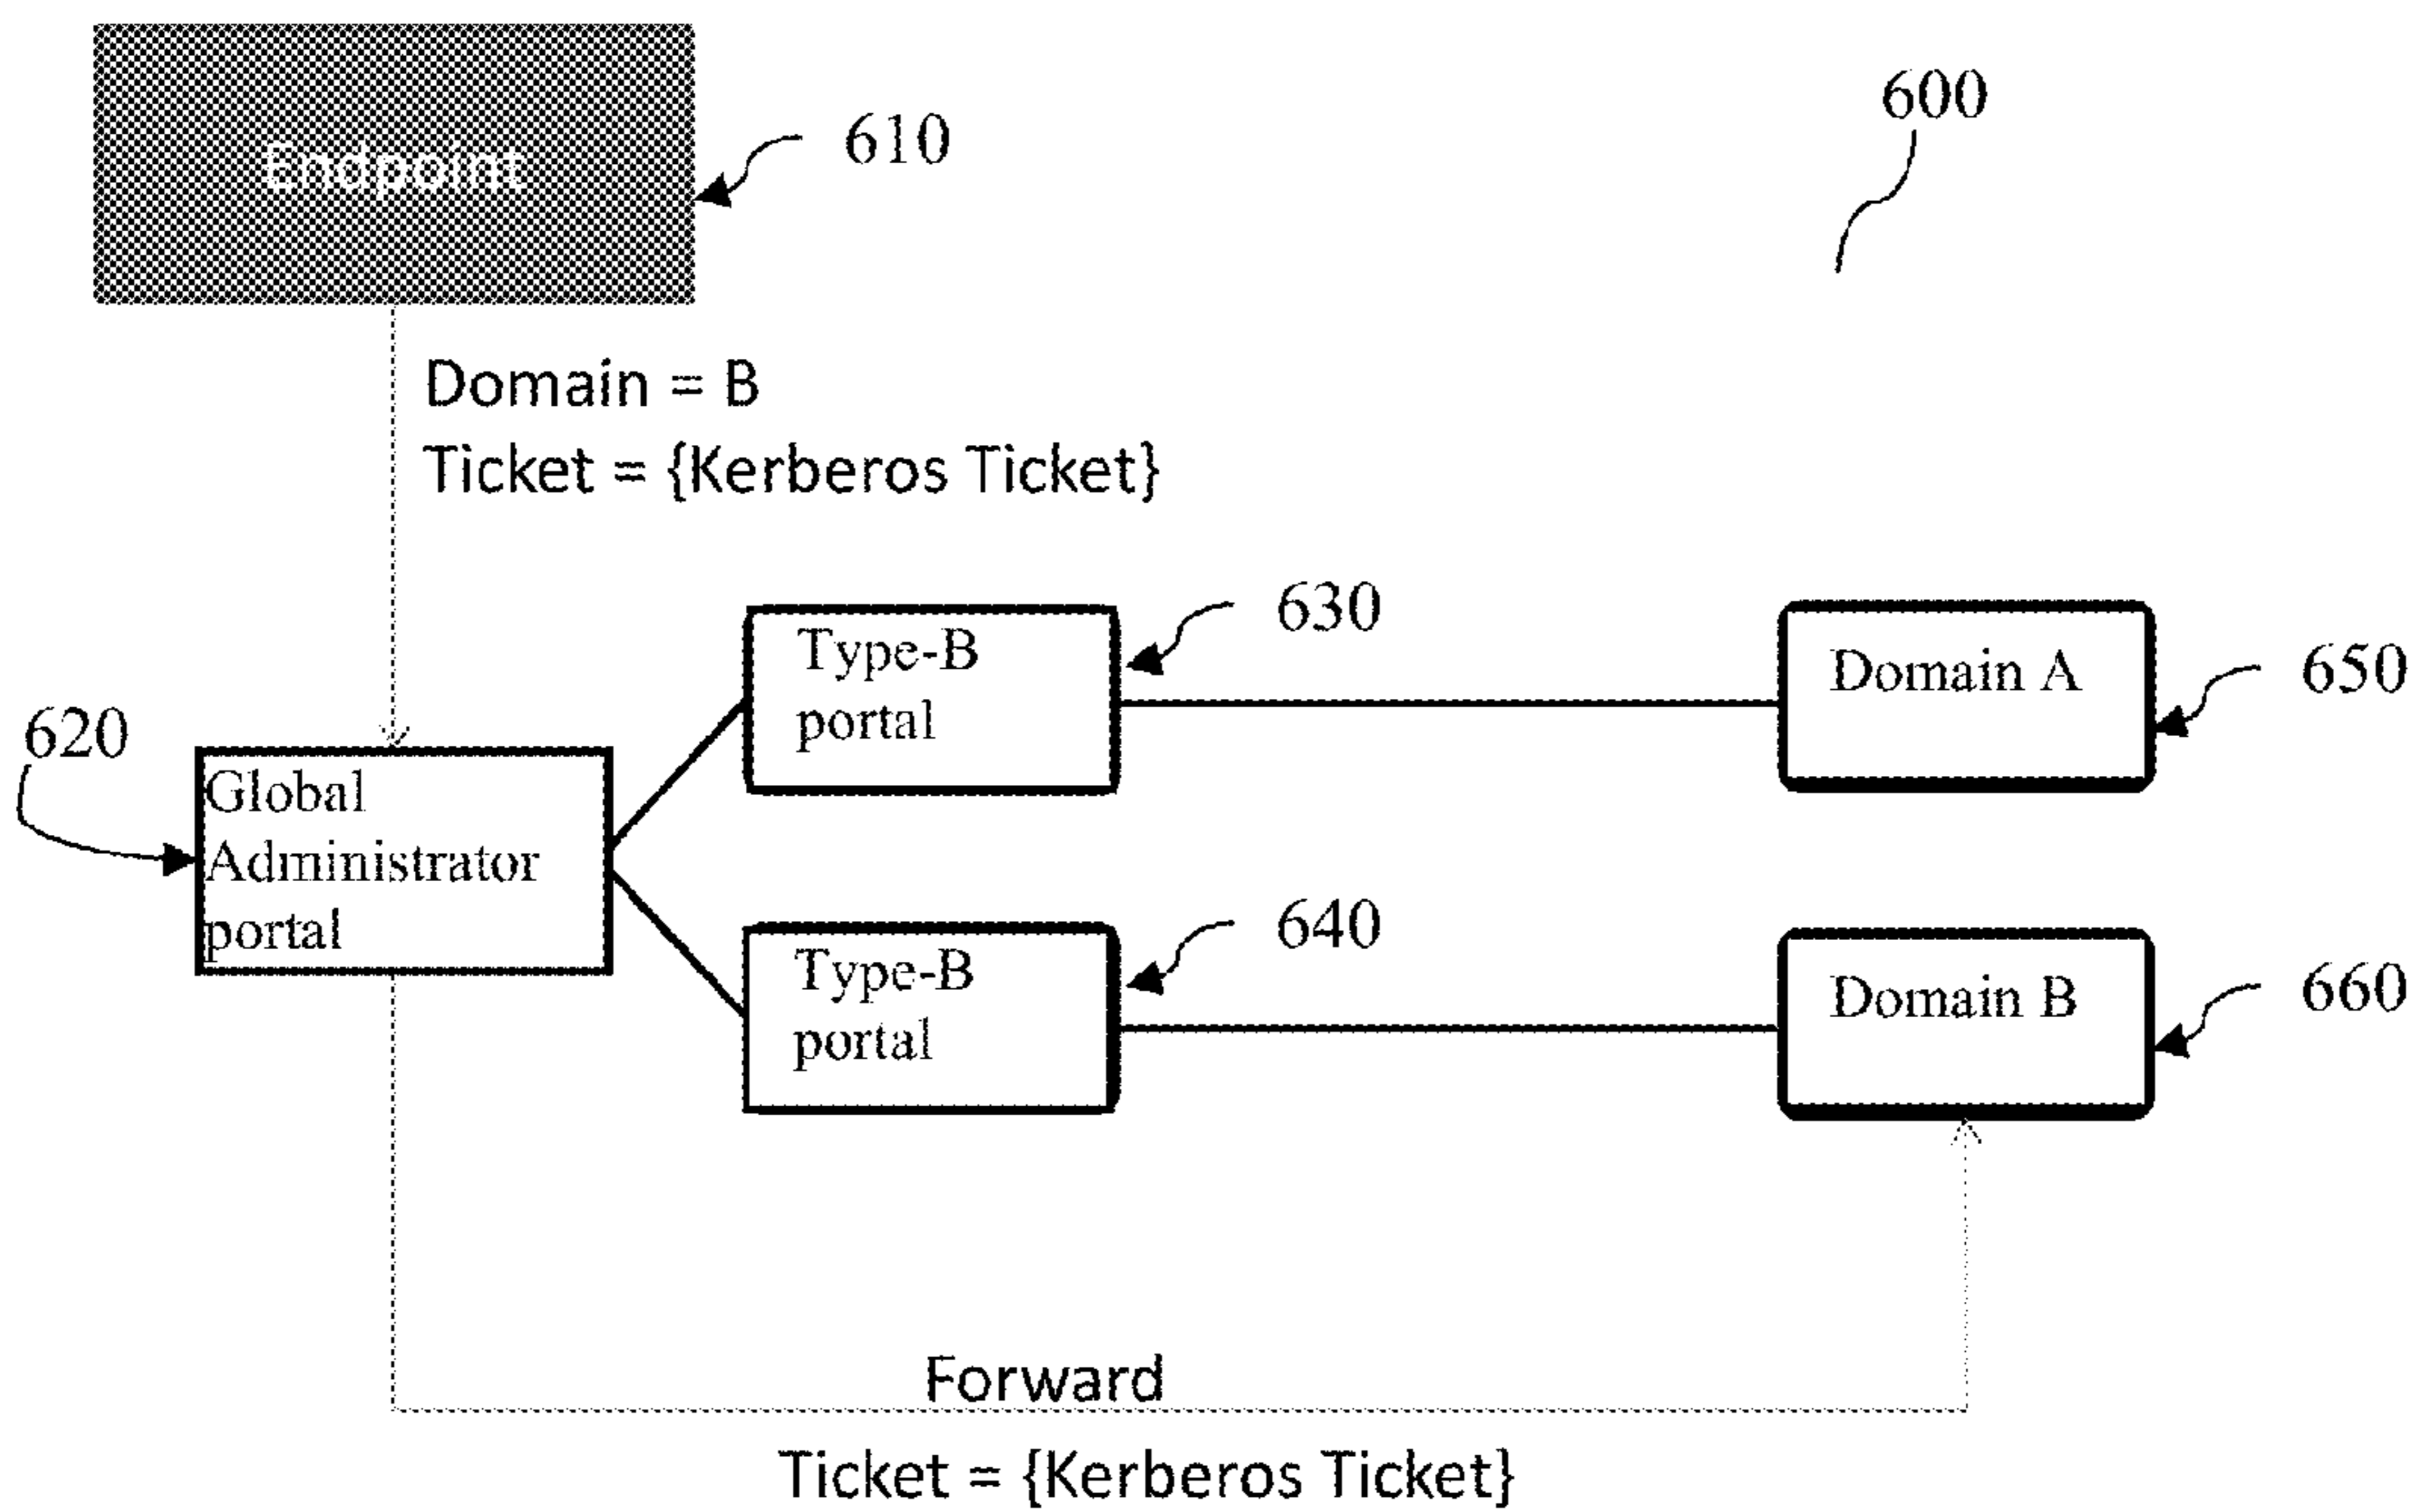 600
Endpoint
610
Domain = B
Ticket = {Kerberos Ticket}
630
Type-B
portal
Domain A
650
620
Global
Administrator
portal
640
Type-B
portal
Domain B
660
Forward
Ticket = {Kerberos Ticket}